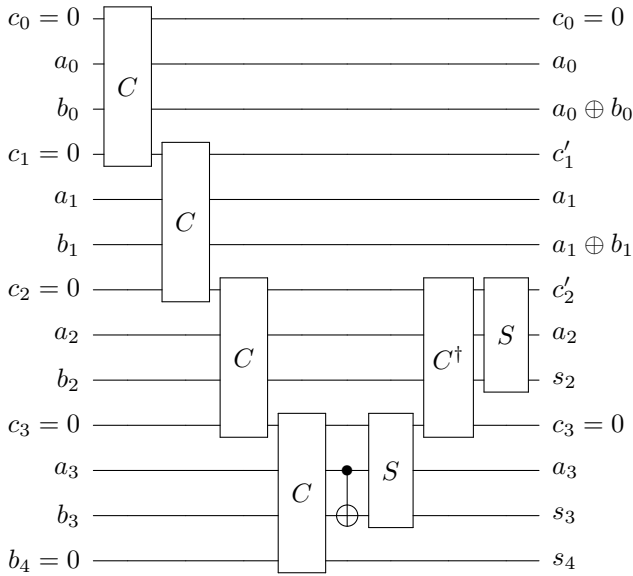 c_0 = 0 c_0 = 0
a_0 a_0
C
b_0 a_0 ⊕ b_0
c_1 = 0 c'_1
a_1 a_1
C
b_1 a_1 ⊕ b_1
c_2 = 0 c'_2
a_2 a_2
C C† S
b_2 s_2
c_3 = 0 c_3 = 0
a_3 a_3
C S
b_3 s_3
b_4 = 0 s_4